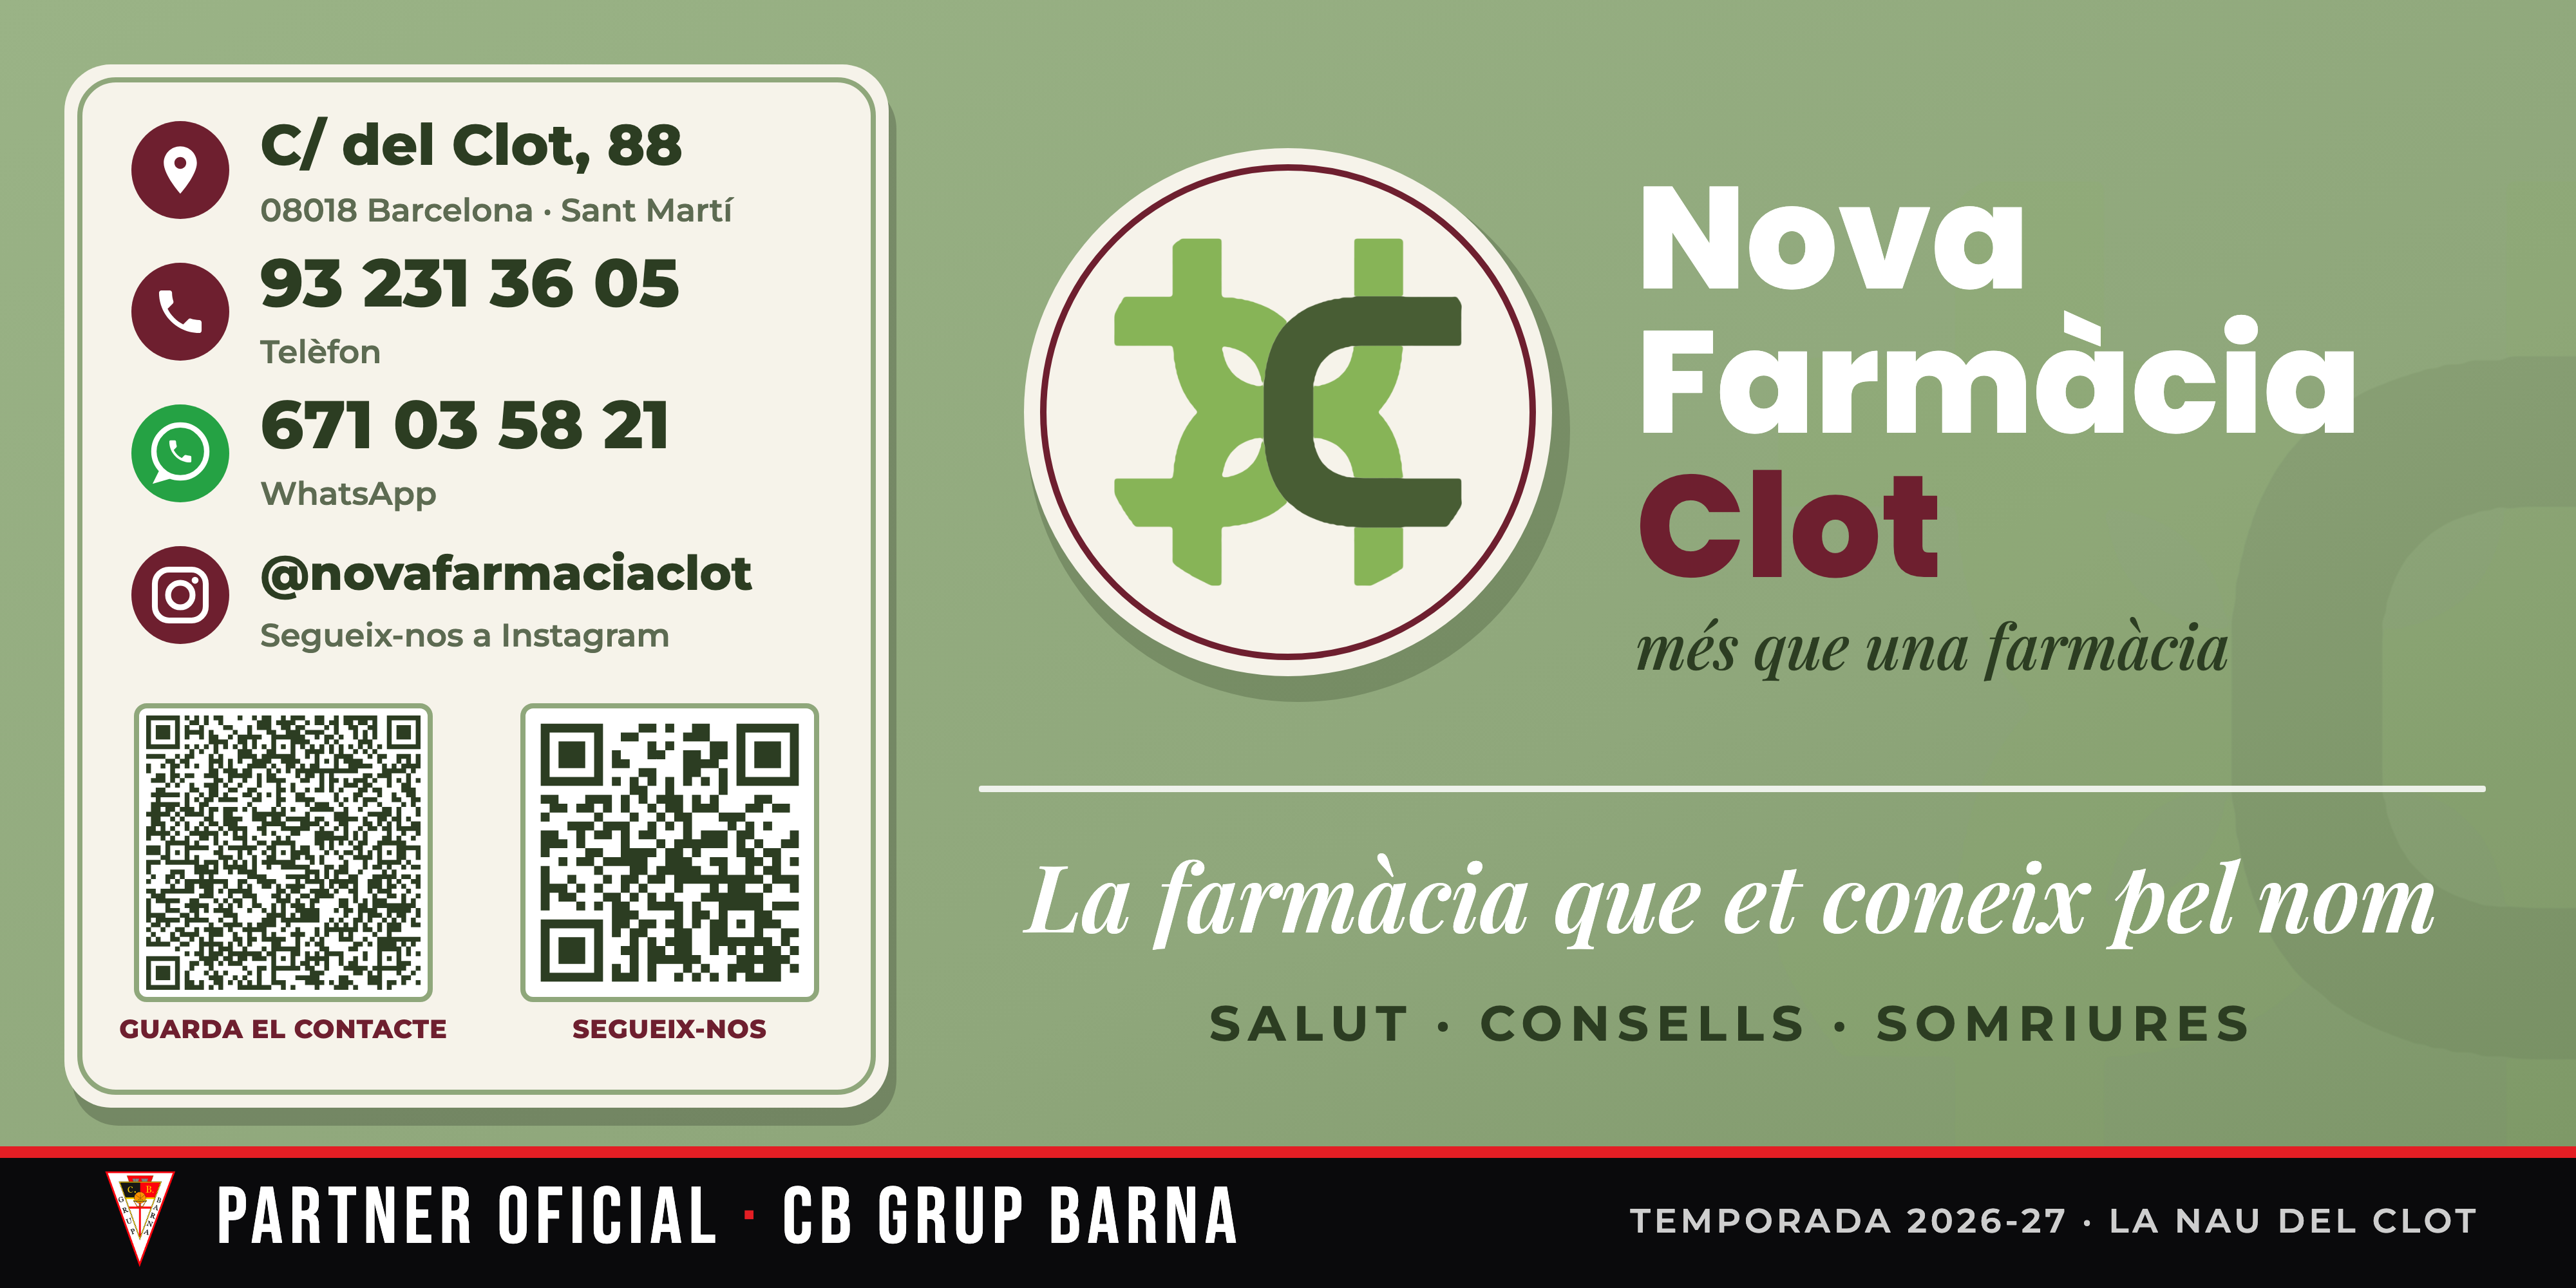 C/ del Clot, 88
08018 Barcelona · Sant Martí
93 231 36 05
Telèfon
671 03 58 21
WhatsApp
@novafarmaciaclot
Segueix-nos a Instagram
GUARDA EL CONTACTE
SEGUEIX-NOS
Nova
Farmàcia
Clot
més que una farmàcia
La farmàcia que et coneix pel nom
SALUT · CONSELLS · SOMRIURES
C. B.
GRUP BARNA
PARTNER OFICIAL · CB GRUP BARNA
TEMPORADA 2026-27 · LA NAU DEL CLOT